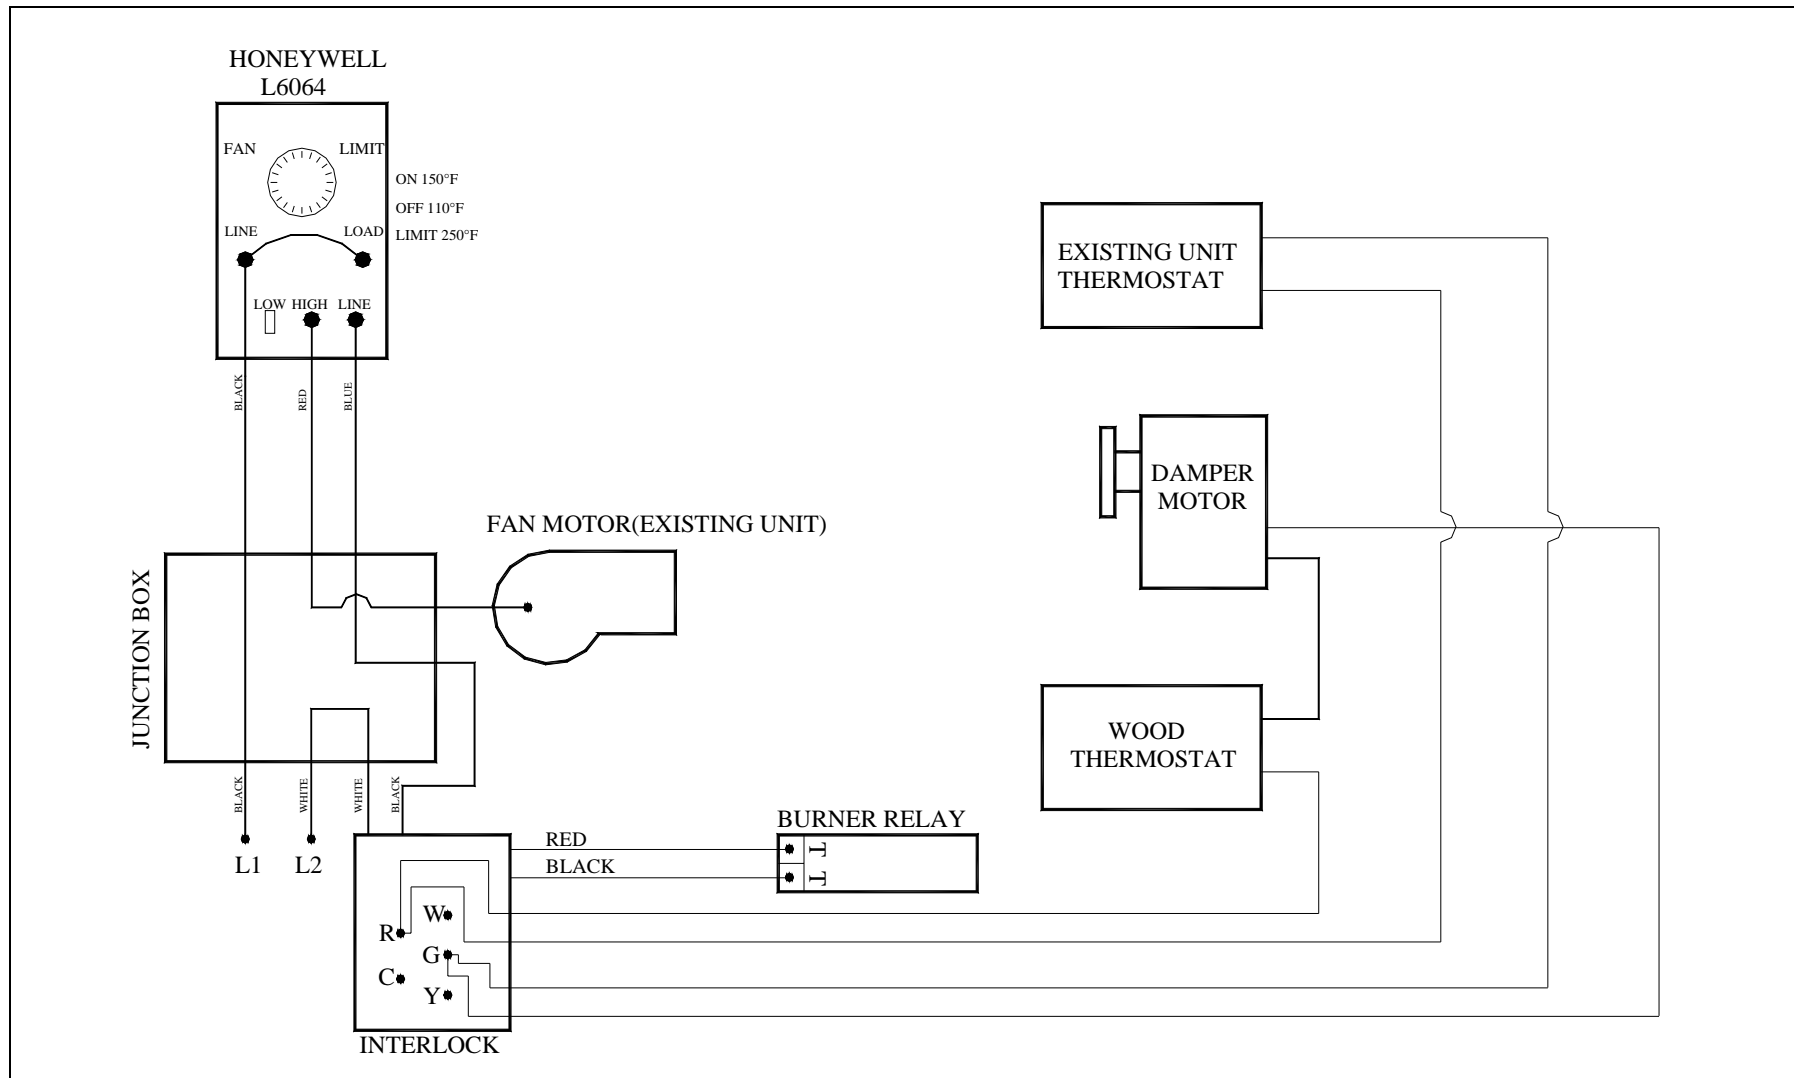 HONEYWELL
L6064
FAN
LIMIT
ON 150°F
OFF 110°F
LIMIT 250°F
LINE
LOAD
LOW HIGH LINE
BLACK
RED
BLUE
EXISTING UNIT
THERMOSTAT
DAMPER
MOTOR
FAN MOTOR(EXISTING UNIT)
JUNCTION BOX
WOOD
THERMOSTAT
BLACK
WHITE
WHITE
BLACK
L1
L2
BURNER RELAY
RED
BLACK
T
T
W
R
G
C
Y
INTERLOCK